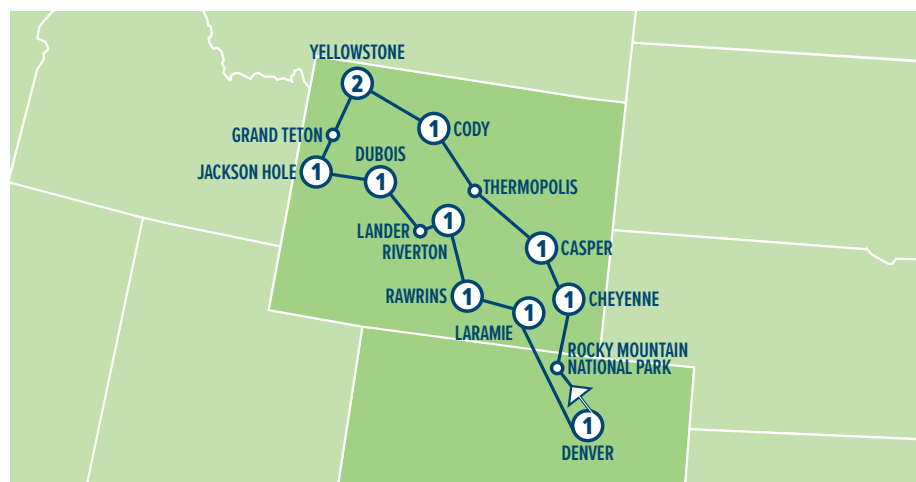 YELLOWSTONE
2
GRAND TETON
1
CODY
JACKSON HOLE
1
DUBOIS
1
THERMOPOLIS
LANDER
1
RIVERTON
1
CASPER
RAWRINS
1
1
CHEYENNE
LARAMIE
1
ROCKY MOUNTAIN
NATIONAL PARK
1
DENVER